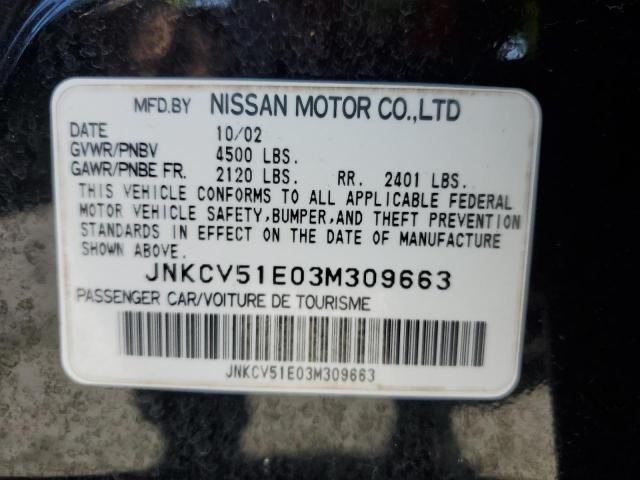 MFD.BY NISSAN MOTOR CO.,LTD
DATE 10/02
GVWR/PNBV 4500 LBS.
GAWR/PNBE FR. 2120 LBS. RR. 2401 LBS.
THIS VEHICLE CONFORMS TO ALL APPLICABLE FEDERAL
MOTOR VEHICLE SAFETY,BUMPER,AND THEFT PREVENTION
STANDARDS IN EFFECT ON THE DATE OF MANUFACTURE
SHOWN ABOVE.
JNKCV51E03M309663
PASSENGER CAR/VOITURE DE TOURISME
JNKCV51E03M309663